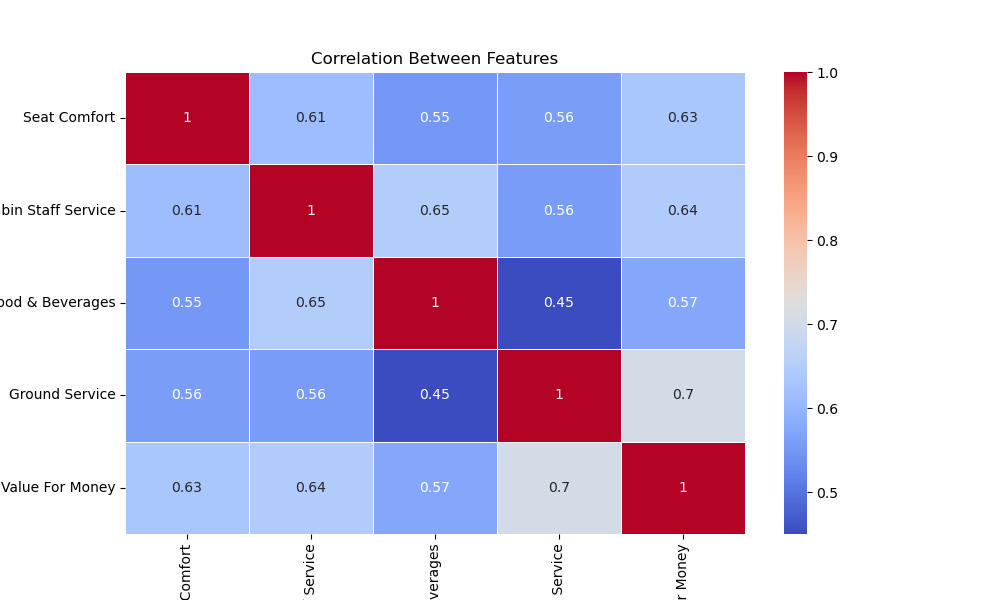 Correlation Between Features
Seat Comfort 1 0.61 0.55 0.56 0.63
bin Staff Service 0.61 1 0.65 0.56 0.64
ood & Beverages 0.55 0.65 1 0.45 0.57
Ground Service 0.56 0.56 0.45 1 0.7
Value For Money 0.63 0.64 0.57 0.7 1
Comfort
Service
verages
Service
r Money
1.0
0.9
0.8
0.7
0.6
0.5